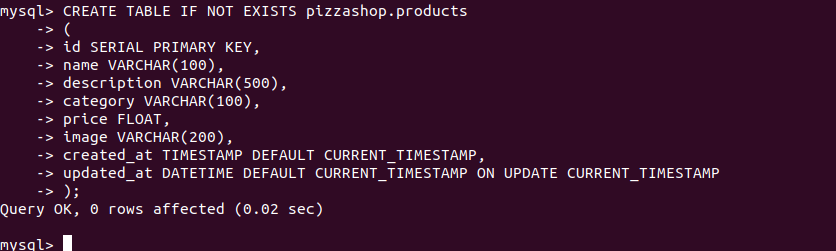 mysql> CREATE TABLE IF NOT EXISTS pizzashop.products
    -> (
    -> id SERIAL PRIMARY KEY,
    -> name VARCHAR(100),
    -> description VARCHAR(500),
    -> category VARCHAR(100),
    -> price FLOAT,
    -> image VARCHAR(200),
    -> created_at TIMESTAMP DEFAULT CURRENT_TIMESTAMP,
    -> updated_at DATETIME DEFAULT CURRENT_TIMESTAMP ON UPDATE CURRENT_TIMESTAMP
    -> );
Query OK, 0 rows affected (0.02 sec)
mysql>